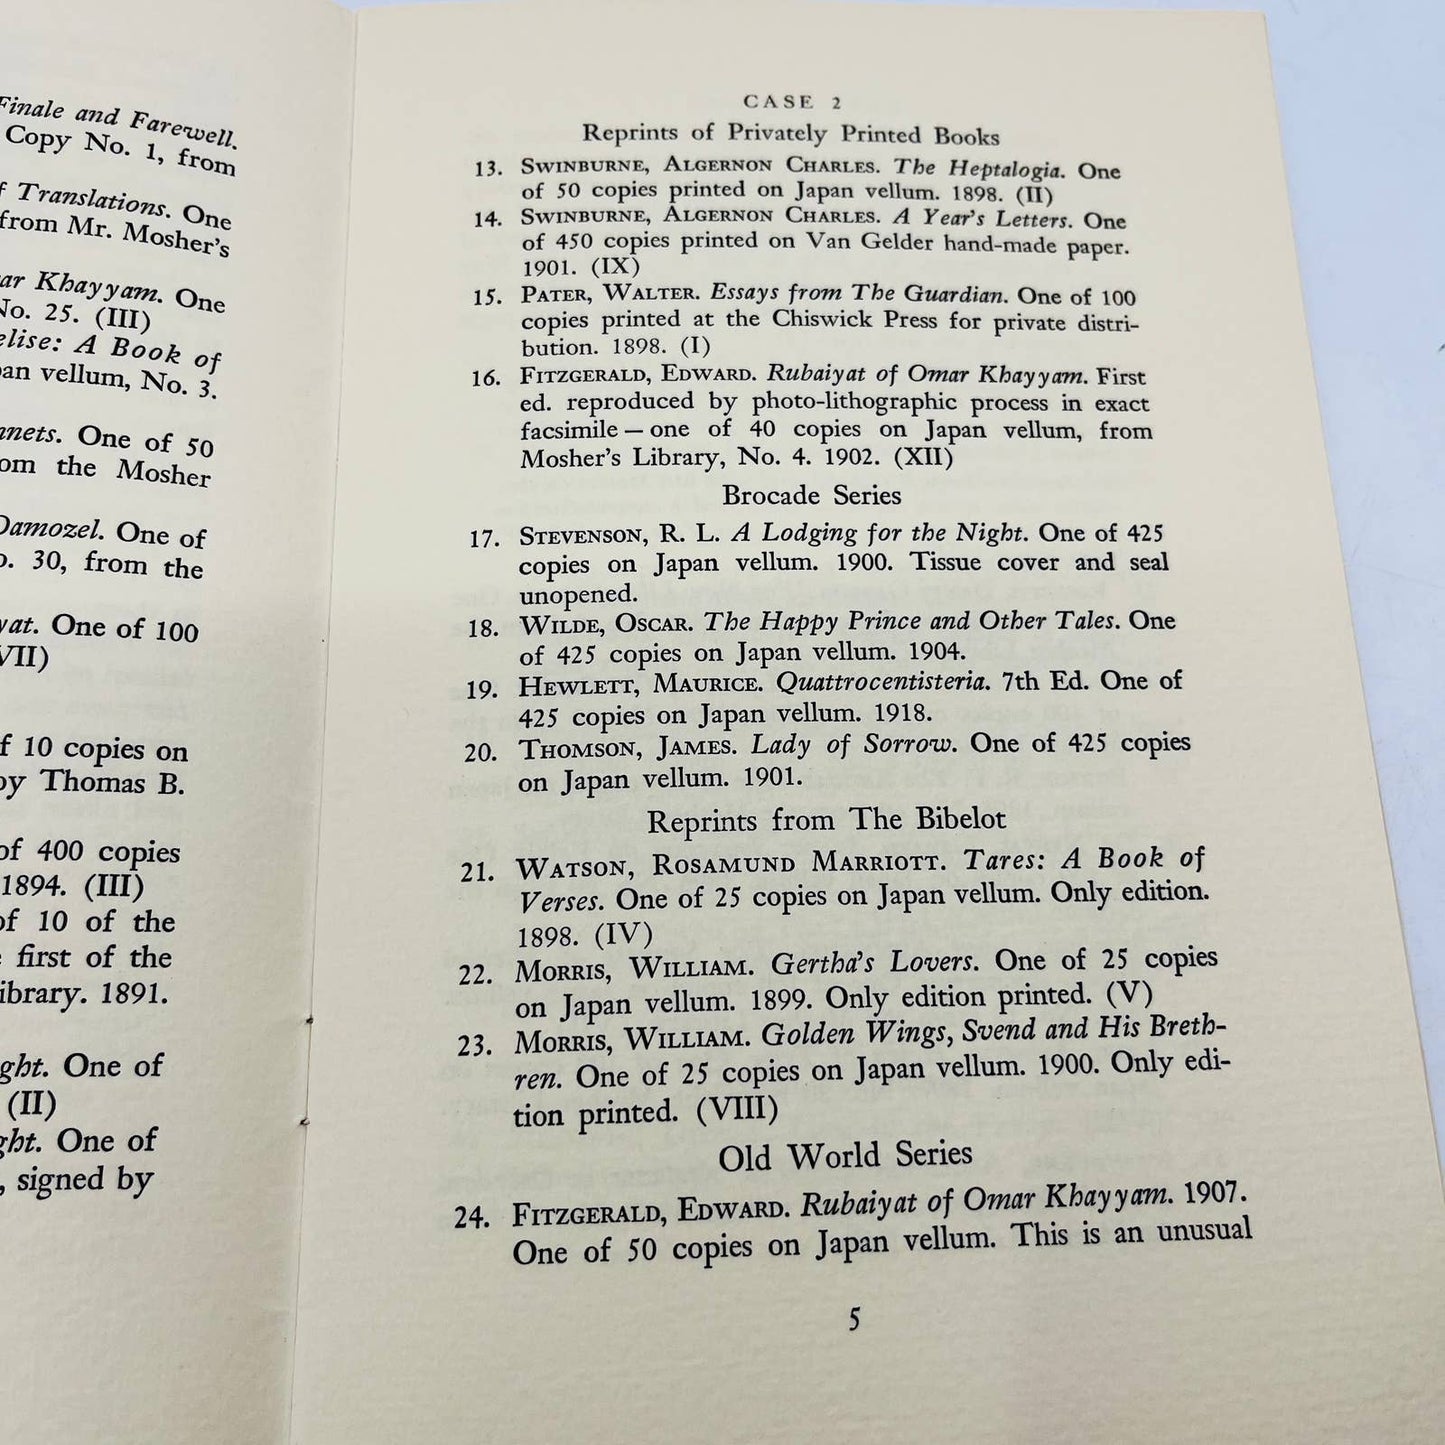 Finale and Farewell.
Copy No. 1, from
Translations. One
from Mr. Mosher's
Khayyam. One
No. 25. (III)
A Book of
vellum, No. 3.
One of 50
the Mosher
Damozel. One of
30, from the
One of 100
VII)
of 10 copies on
by Thomas B.
of 400 copies
1894. (III)
of 10 of the
first of the
1891.
One of
(II)
One of
signed by
CASE 2
Reprints of Privately Printed Books
13. SWINBURNE, ALGERNON CHARLES. The Heptalogia. One
of 50 copies printed on Japan vellum. 1898. (II)
14. SWINBURNE, ALGERNON CHARLES. A Year's Letters. One
of 450 copies printed on Van Gelder hand-made paper.
1901. (IX)
15. PATER, WALTER. Essays from The Guardian. One of 100
copies printed at the Chiswick Press for private distri-
bution. 1898. (I)
16. FITZGERALD, EDWARD. Rubaiyat of Omar Khayyam. First
ed. reproduced by photo-lithographic process in exact
facsimile — one of 40 copies on Japan vellum, from
Mosher's Library, No. 4. 1902. (XII)
Brocade Series
17. STEVENSON, R. L. A Lodging for the Night. One of 425
copies on Japan vellum. 1900. Tissue cover and seal
unopened.
18. WILDE, OSCAR. The Happy Prince and Other Tales. One
of 425 copies on Japan vellum. 1904.
19. HEWLETT, MAURICE. Quattrocentisteria. 7th Ed. One of
425 copies on Japan vellum. 1918.
20. THOMSON, JAMES. Lady of Sorrow. One of 425 copies
on Japan vellum. 1901.
Reprints from The Bibelot
21. WATSON, ROSAMUND MARRIOTT. Tares: A Book of
Verses. One of 25 copies on Japan vellum. Only edition.
1898. (IV)
22. MORRIS, WILLIAM. Gertha's Lovers. One of 25 copies
on Japan vellum. 1899. Only edition printed. (V)
23. MORRIS, WILLIAM. Golden Wings, Svend and His Breth-
ren. One of 25 copies on Japan vellum. 1900. Only edi-
tion printed. (VIII)
Old World Series
24. FITZGERALD, EDWARD. Rubaiyat of Omar Khayyam. 1907.
One of 50 copies on Japan vellum. This is an unusual
5